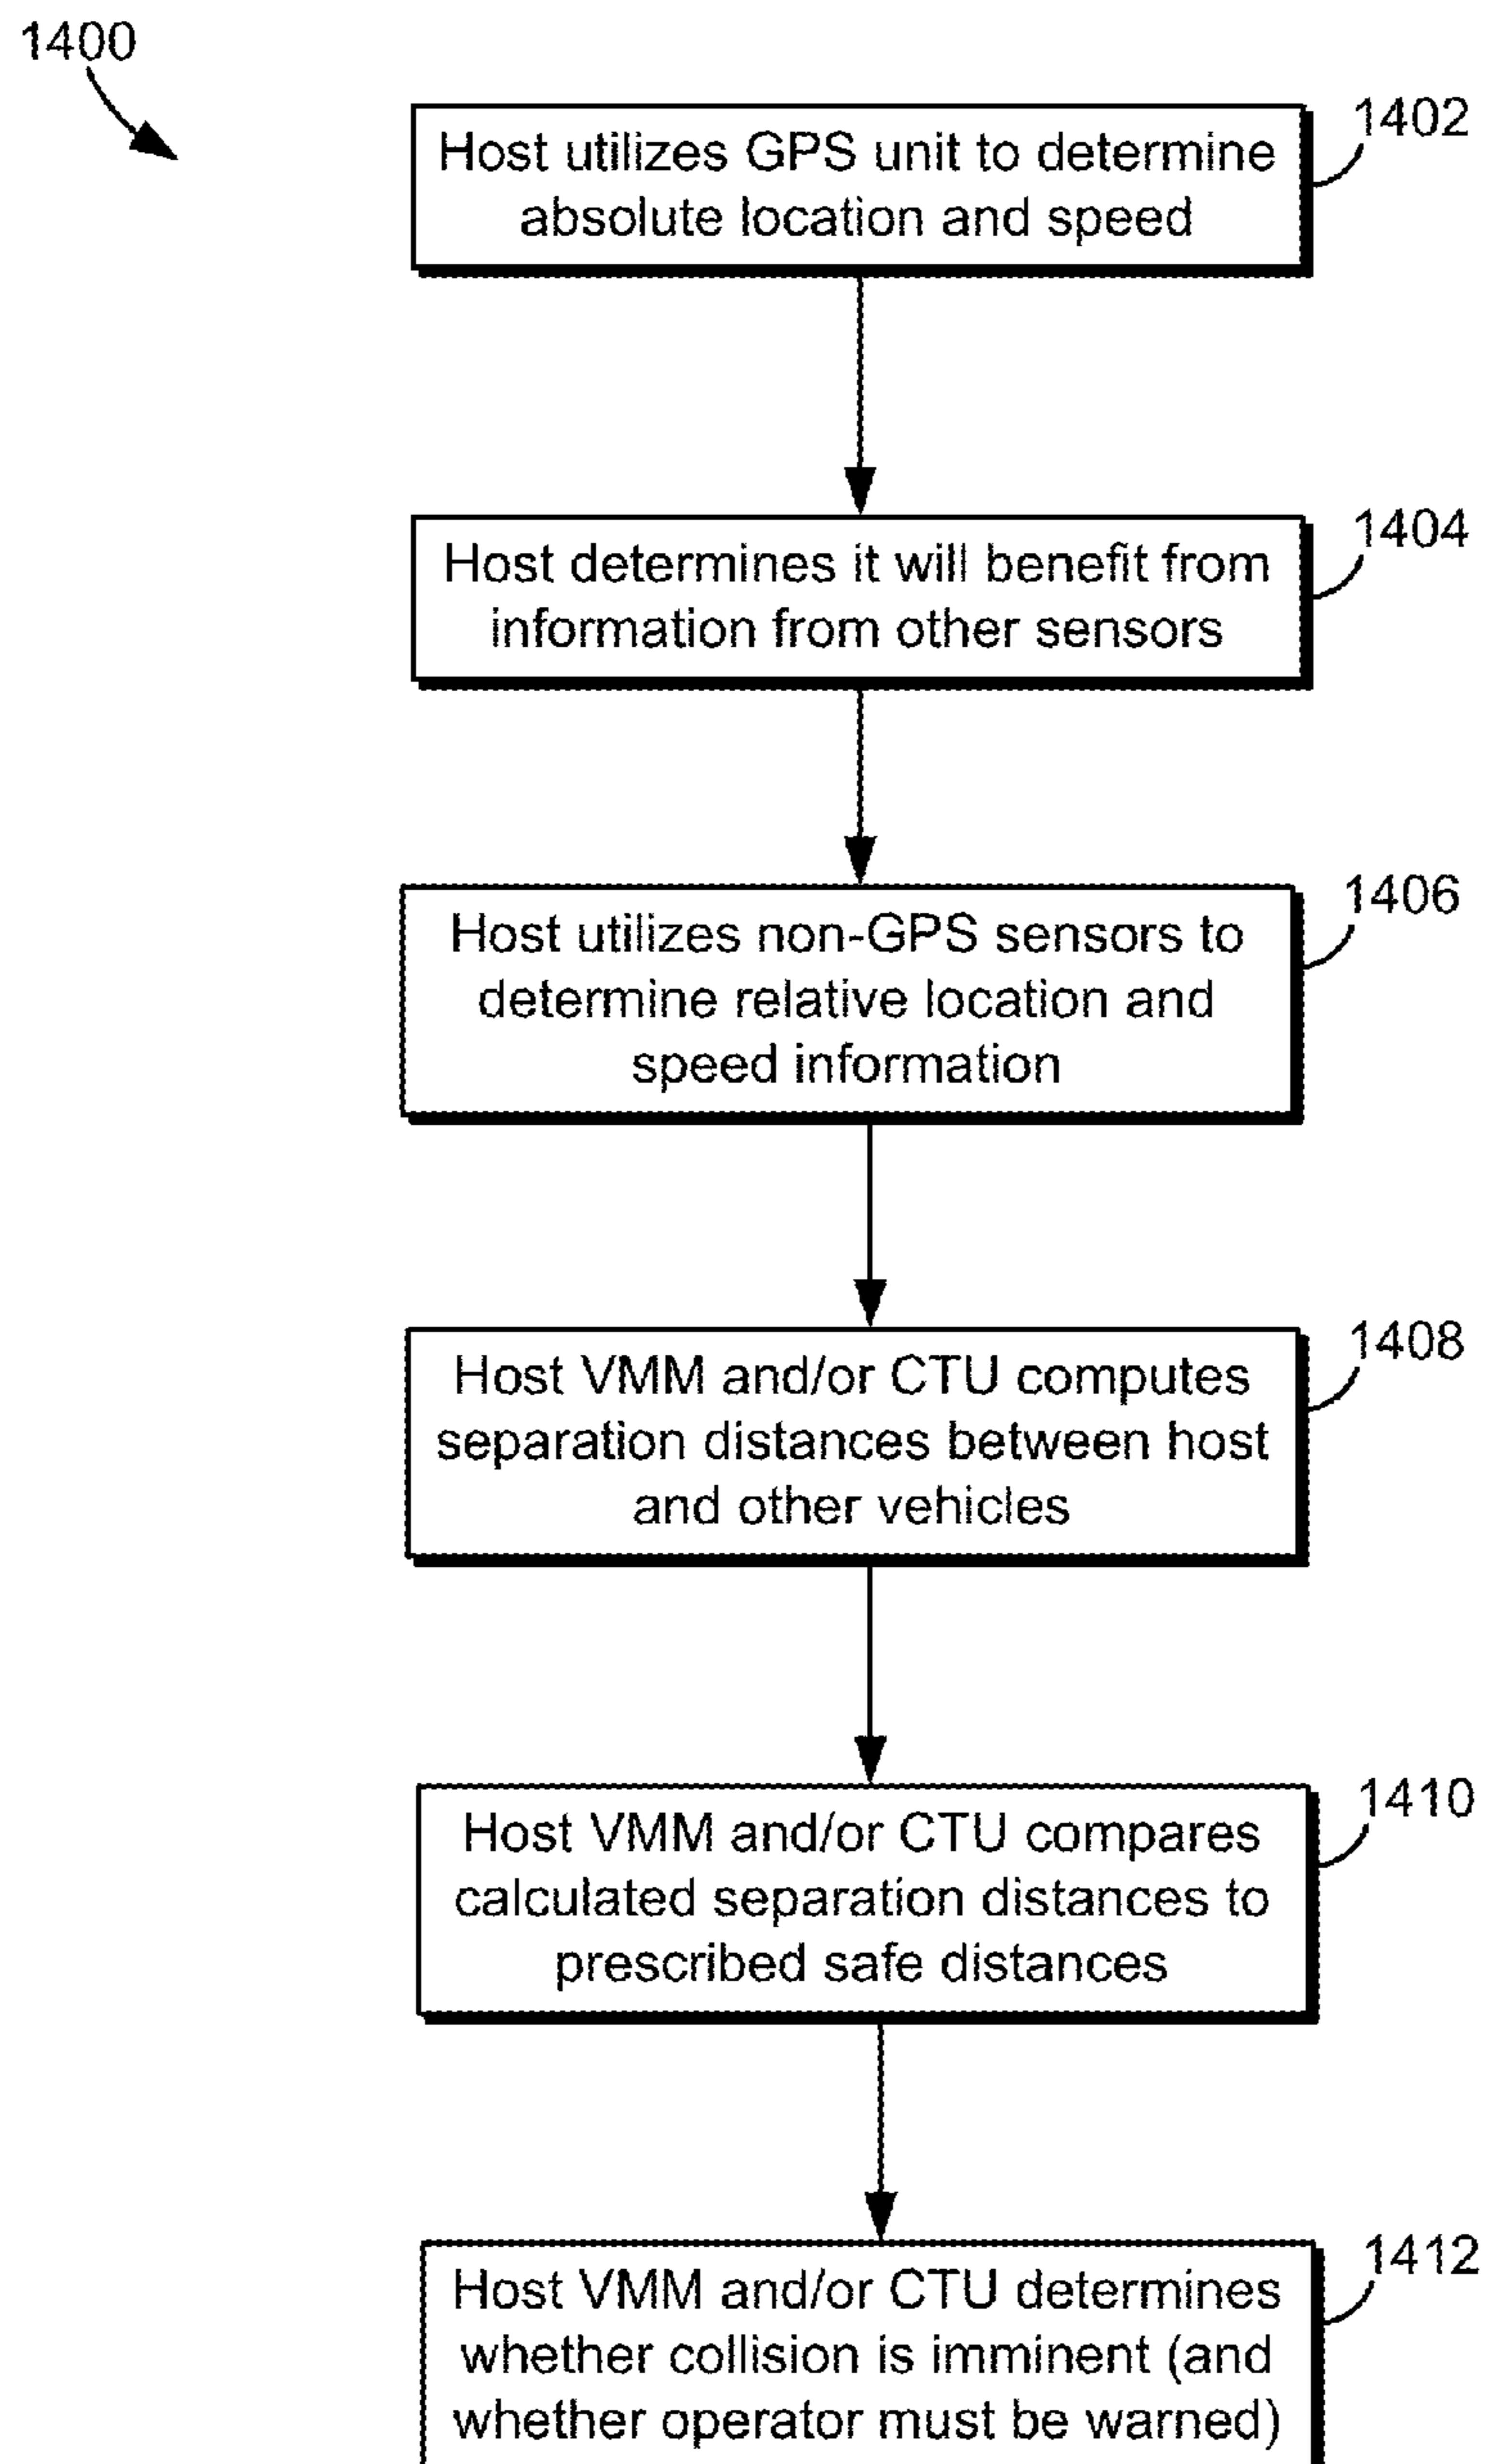 1400
Host utilizes GPS unit to determine
absolute location and speed
1402
Host determines it will benefit from
information from other sensors
1404
Host utilizes non-GPS sensors to
determine relative location and
speed information
1406
Host VMM and/or CTU computes
separation distances between host
and other vehicles
1408
Host VMM and/or CTU compares
calculated separation distances to
prescribed safe distances
1410
Host VMM and/or CTU determines
whether collision is imminent (and
whether operator must be warned)
1412